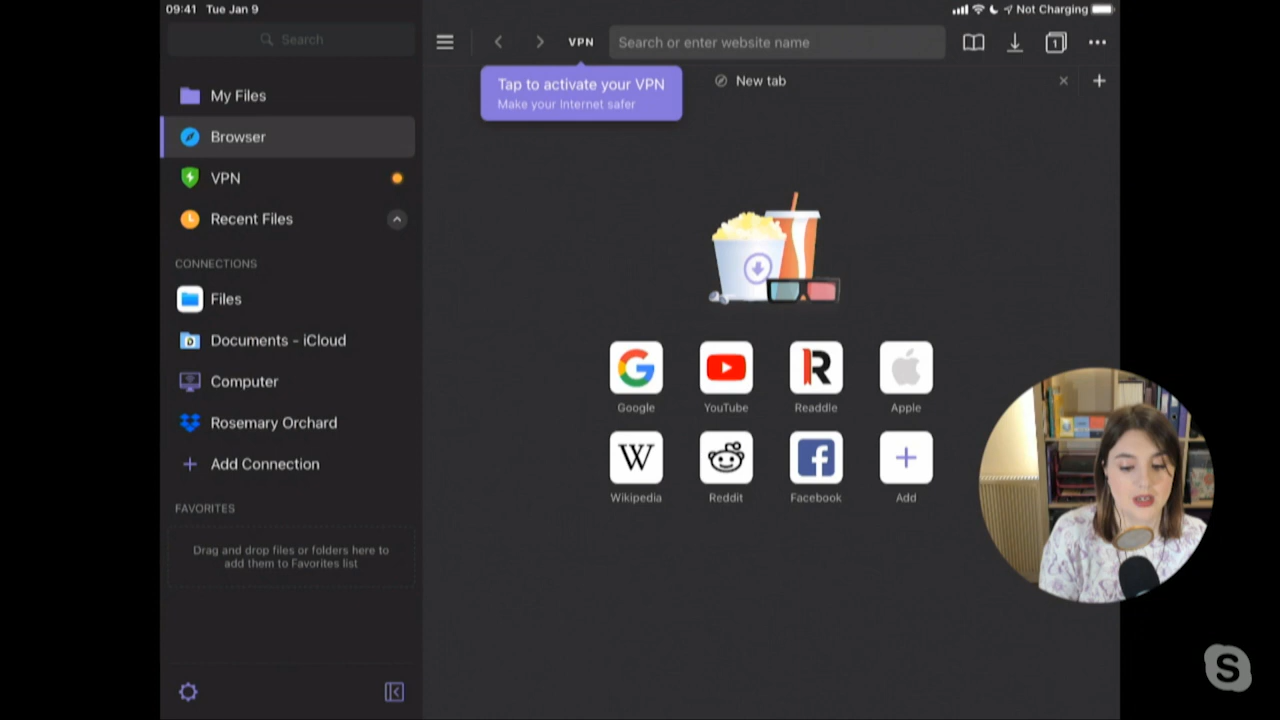 09:41 Tue Jan 9
Not Charging
Search
VPN
Search or enter website name
1
Tap to activate your VPN
Make your Internet safer
New tab
My Files
Browser
VPN
Recent Files
CONNECTIONS
Files
Documents - iCloud
Computer
Rosemary Orchard
Add Connection
FAVORITES
Drag and drop files or folders here to
add them to Favorites list
Google
YouTube
R
Readdle
Apple
W
Wikipedia
Reddit
f
Facebook
Add
S